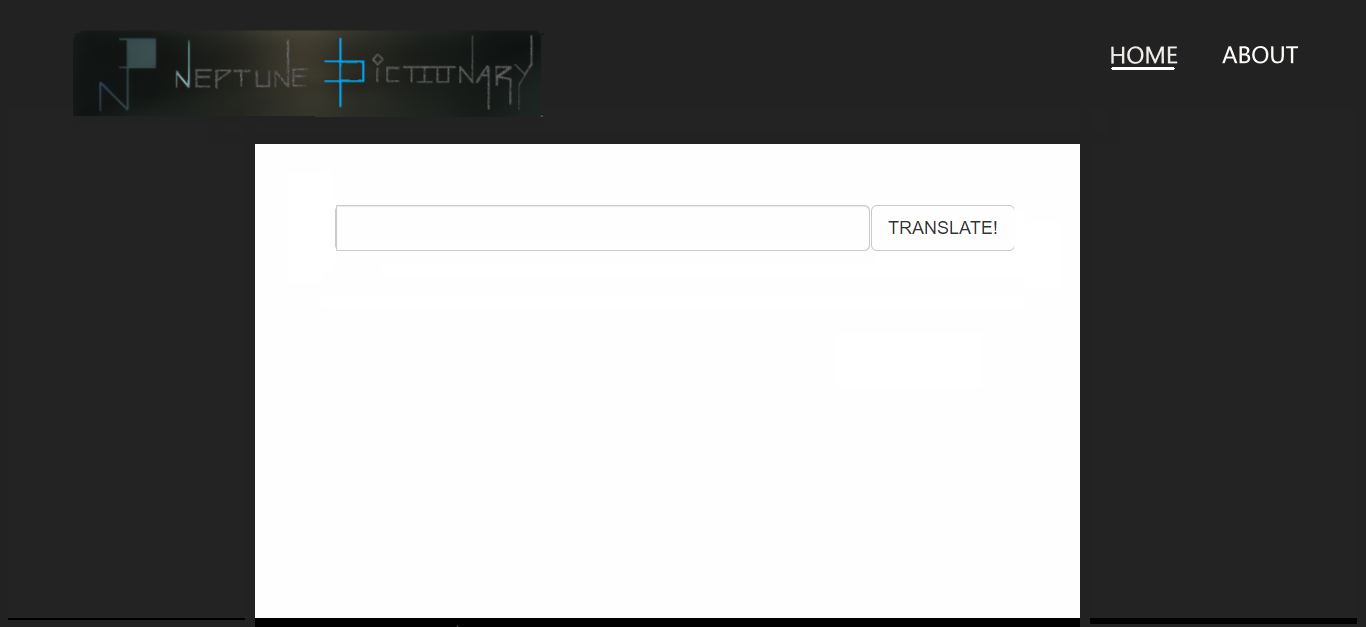 NEPTUNE DICTIONARY
HOME
ABOUT
TRANSLATE!